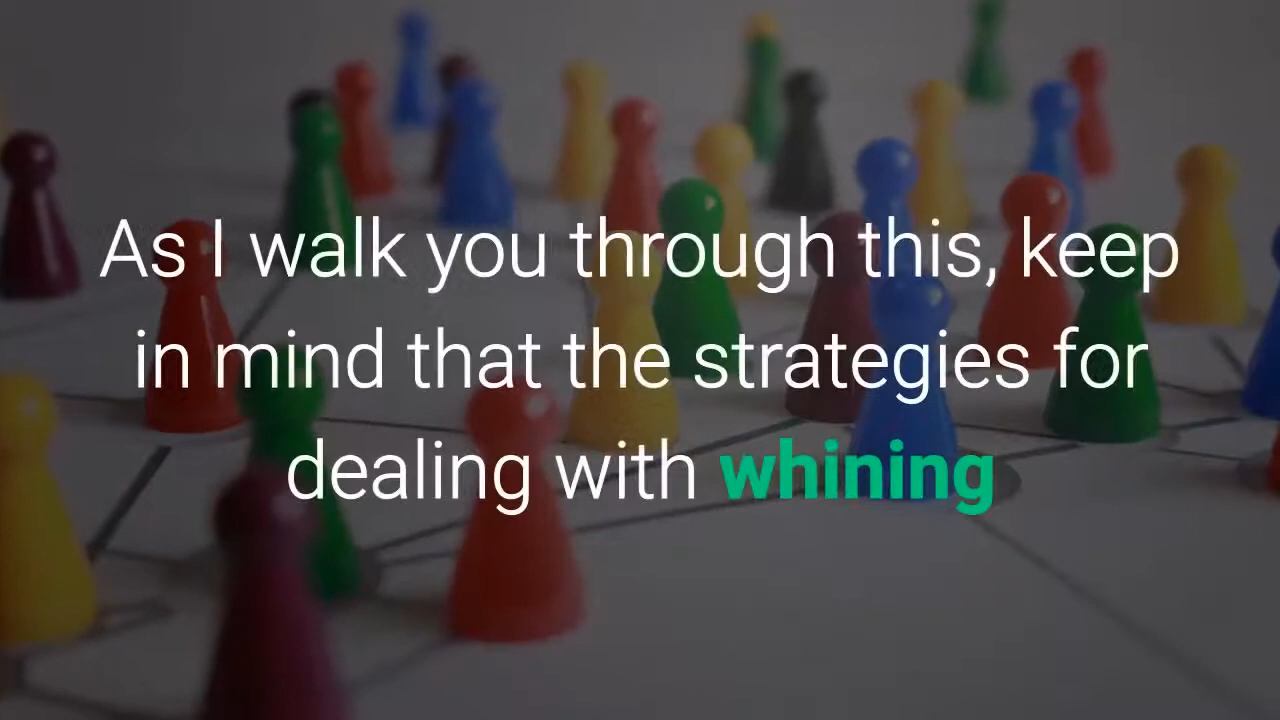 As I walk you through this, keep
in mind that the strategies for
dealing with whining